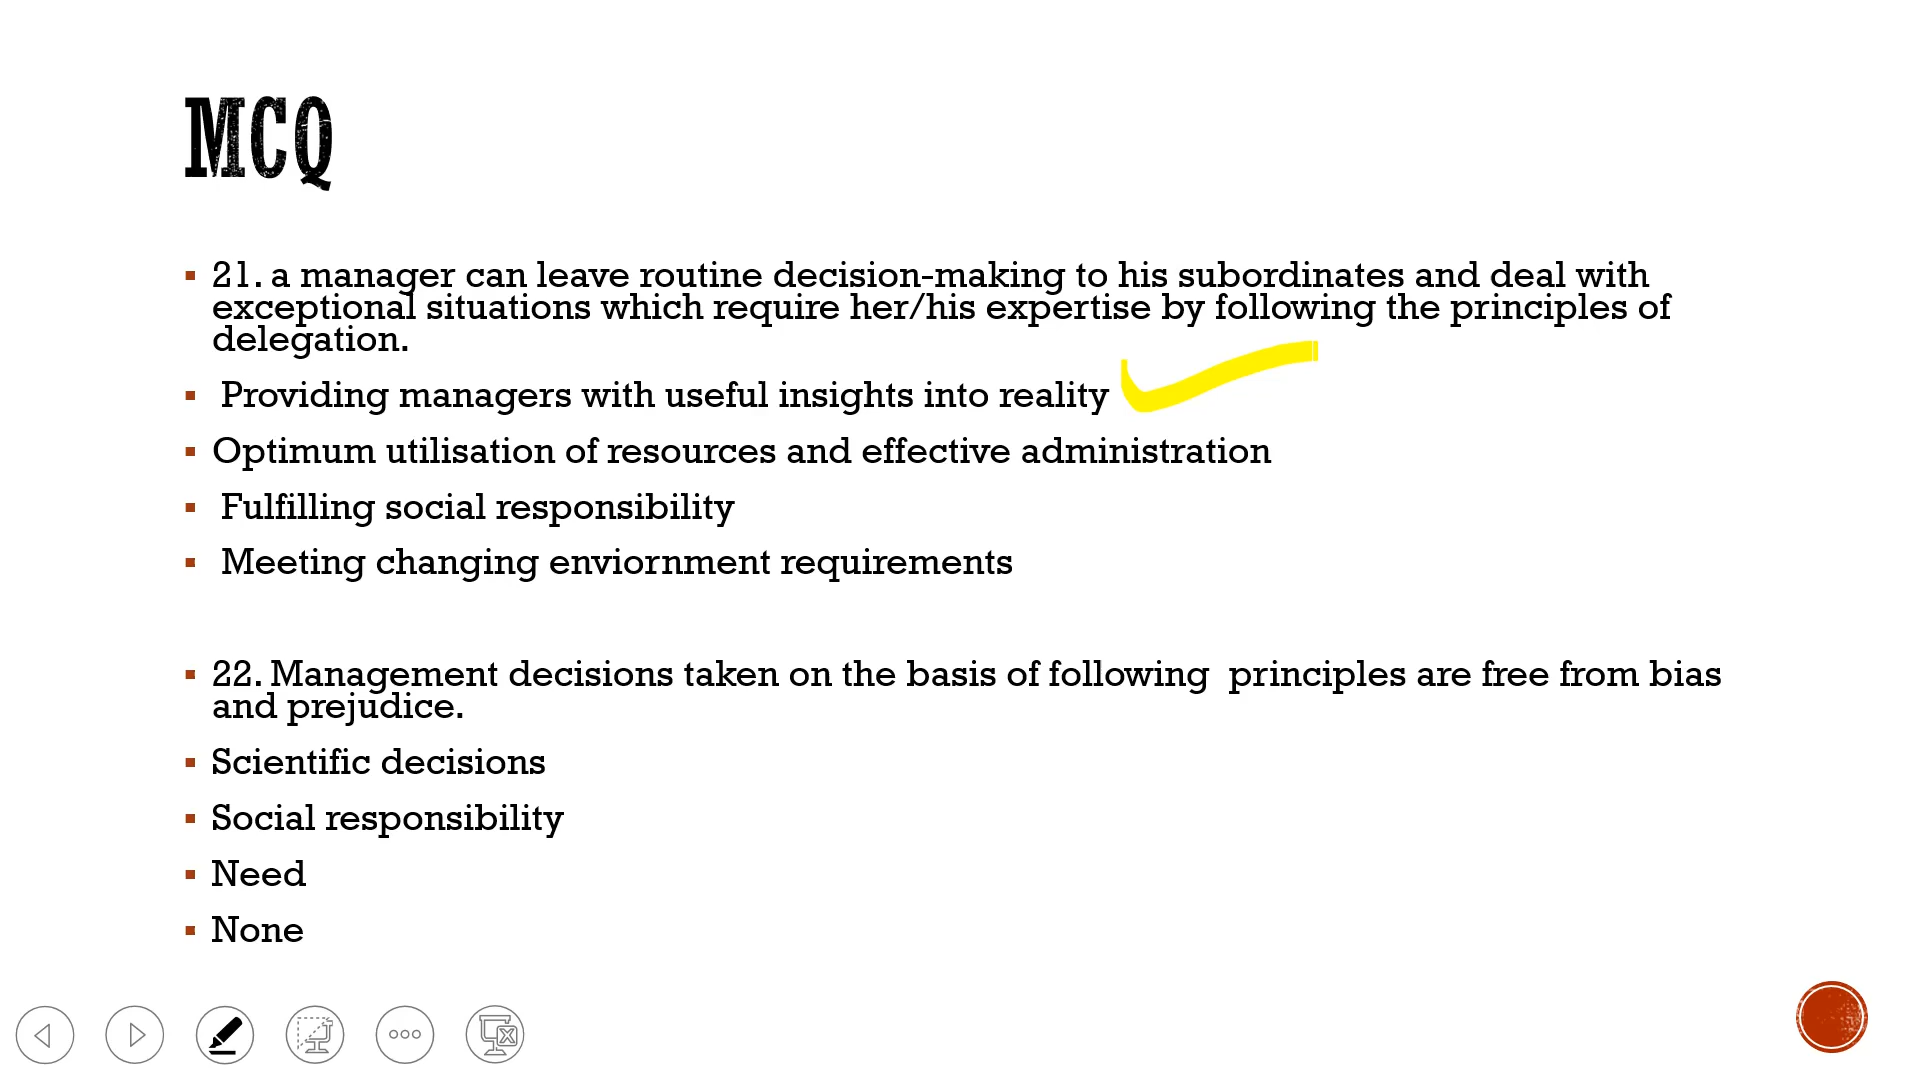 MCQ
21. a manager can leave routine decision-making to his subordinates and deal with
exceptional situations which require her/his expertise by following the principles of
delegation.
Providing managers with useful insights into reality
Optimum utilisation of resources and effective administration
Fulfilling social responsibility
Meeting changing enviornment requirements
22. Management decisions taken on the basis of following  principles are free from bias
and prejudice.
Scientific decisions
Social responsibility
Need
None